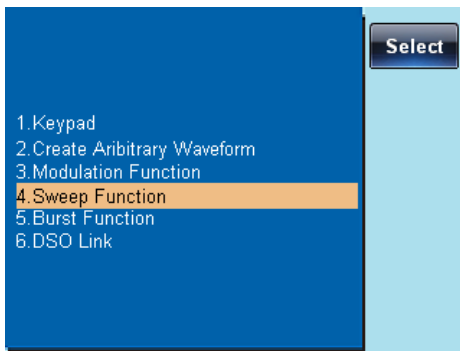 Select
1.Keypad
2.Create Aribitrary Waveform
3.Modulation Function
4.Sweep Function
5.Burst Function
6.DSO Link